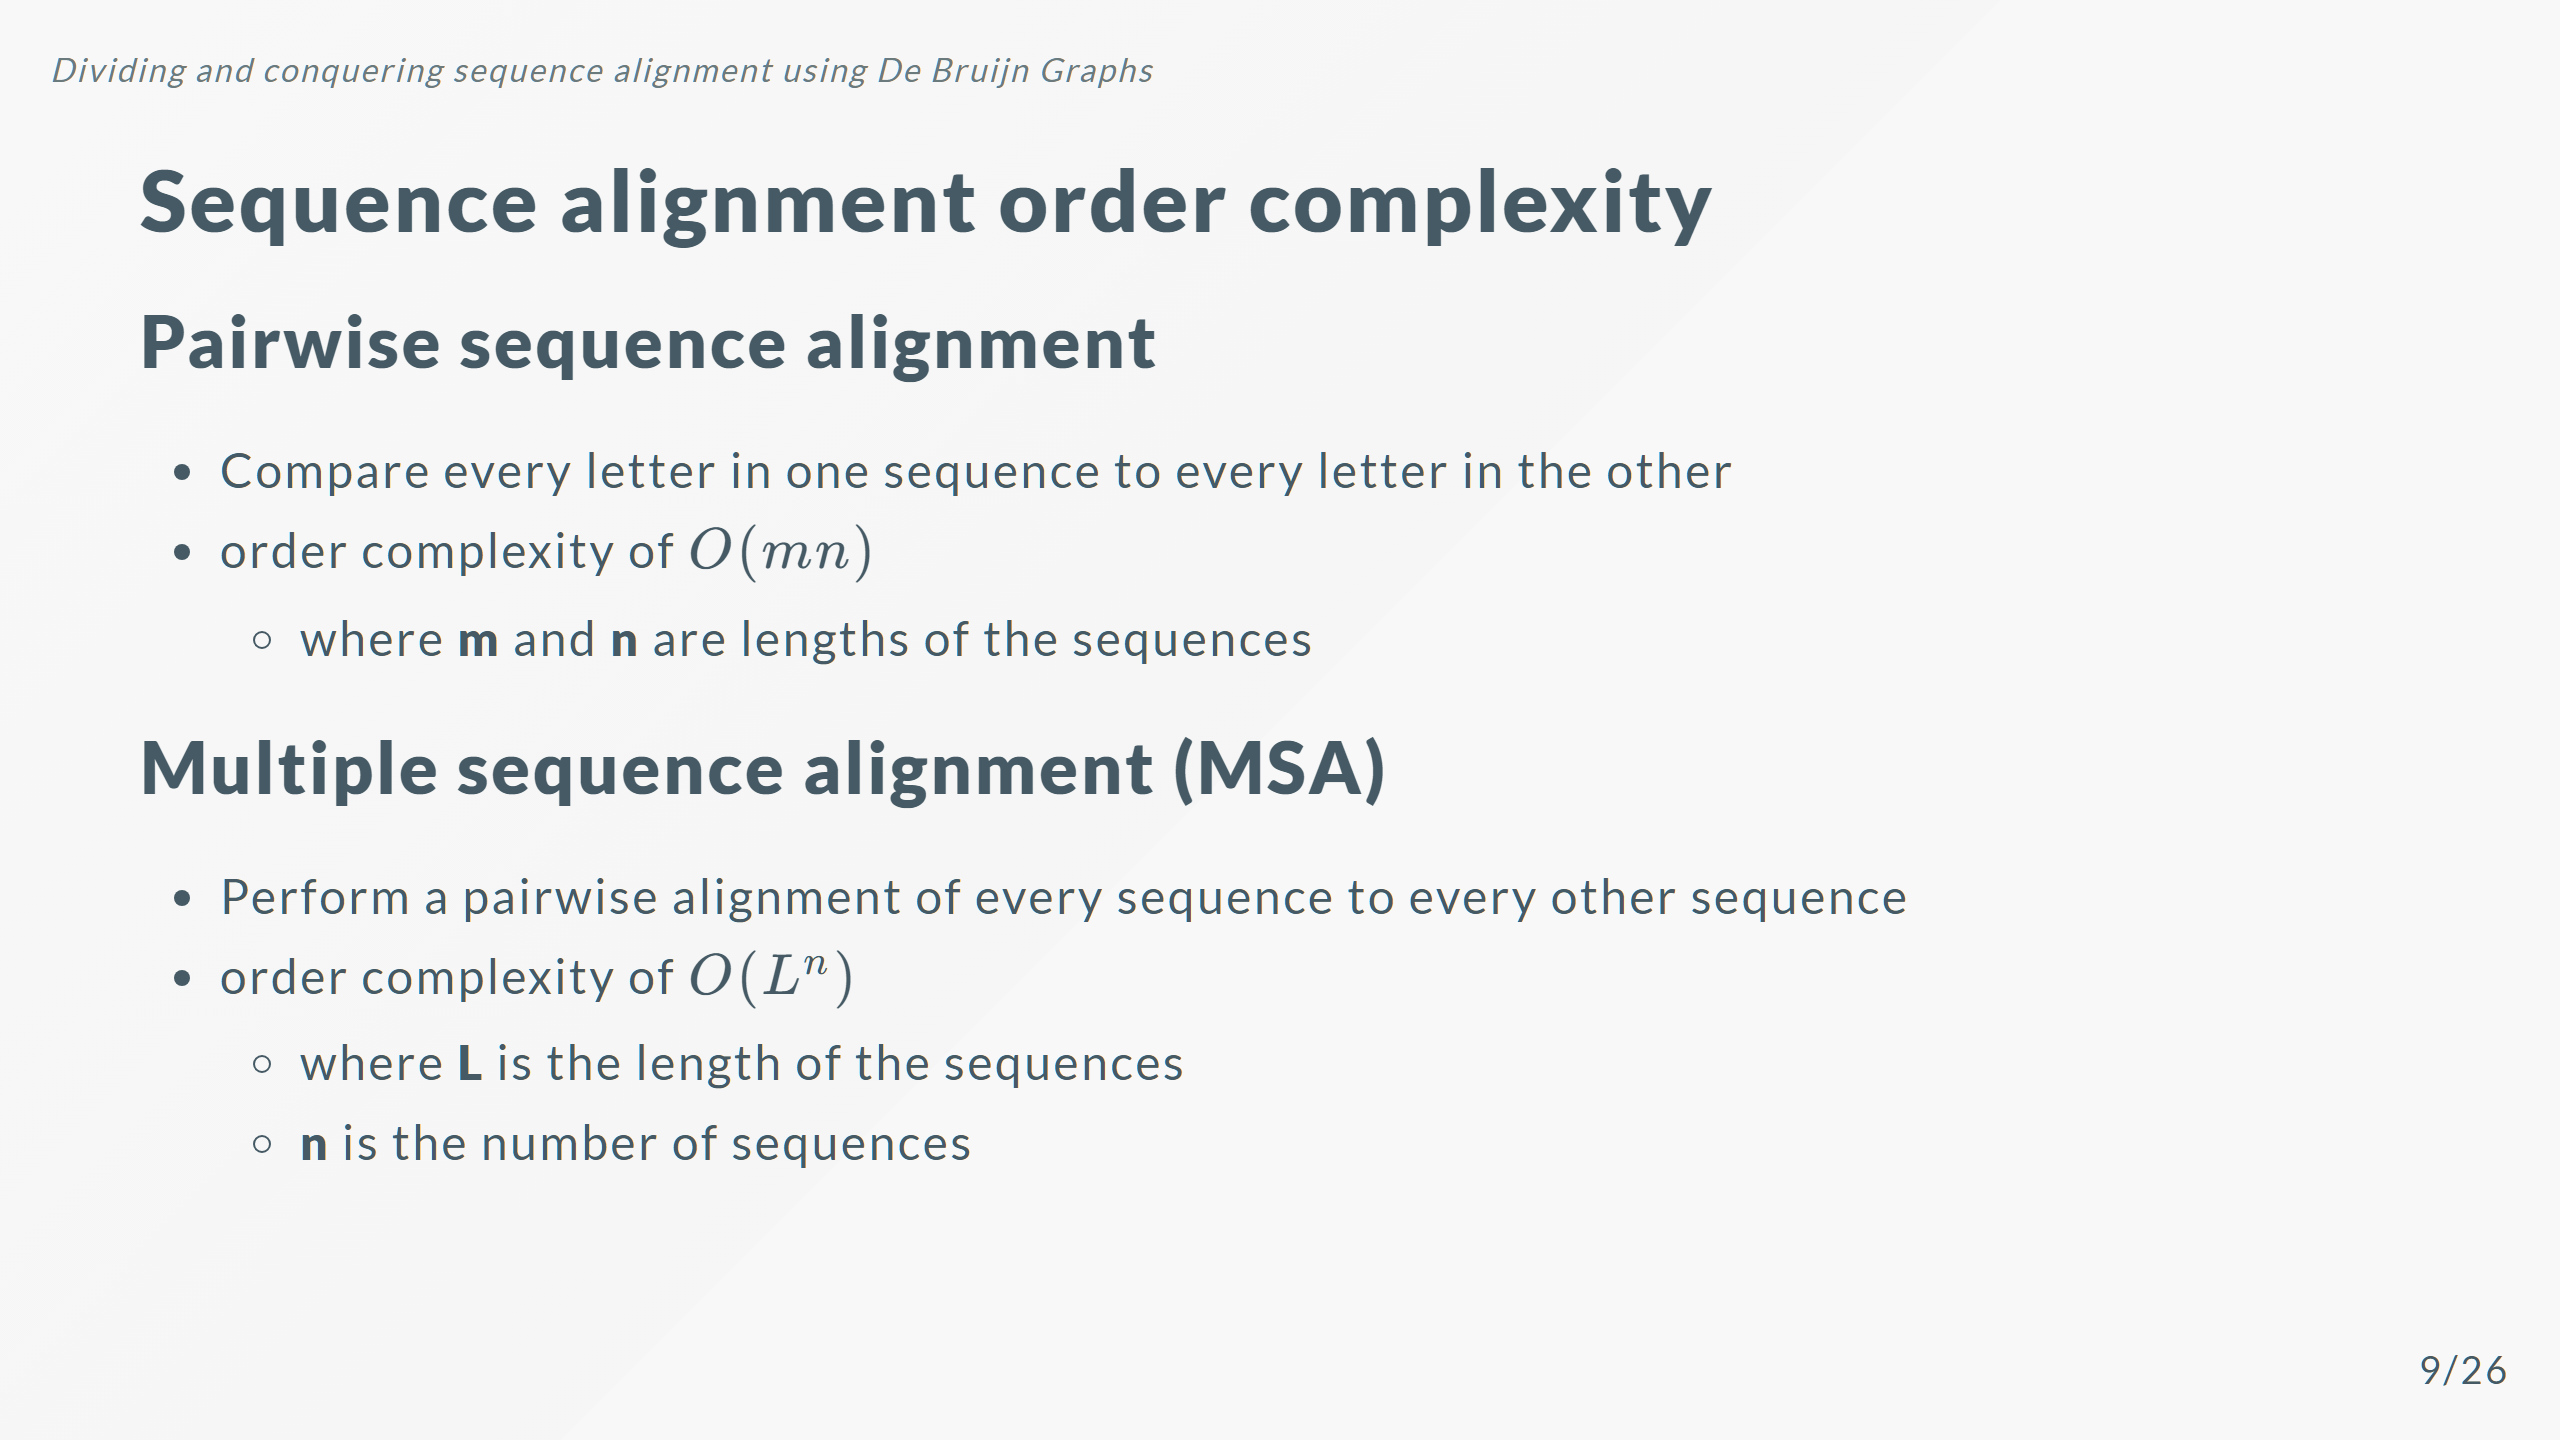 Dividing and conquering sequence alignment using De Bruijn Graphs
Sequence alignment order complexity
Pairwise sequence alignment
• Compare every letter in one sequence to every letter in the other
• order complexity of O(mn)
◦ where m and n are lengths of the sequences
Multiple sequence alignment (MSA)
• Perform a pairwise alignment of every sequence to every other sequence
• order complexity of O(Lⁿ)
◦ where L is the length of the sequences
◦ n is the number of sequences
9/26